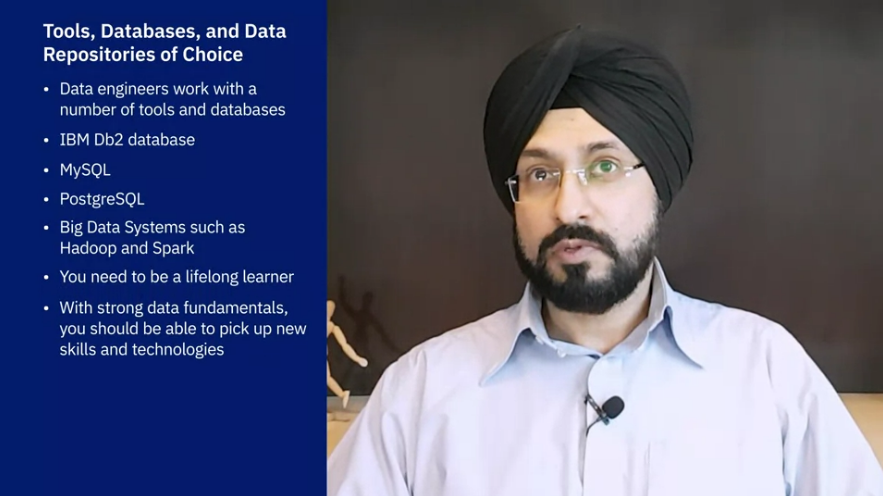 Tools, Databases, and Data
Repositories of Choice
• Data engineers work with a
number of tools and databases
• IBM Db2 database
• MySQL
• PostgreSQL
• Big Data Systems such as
Hadoop and Spark
• You need to be a lifelong learner
• With strong data fundamentals,
you should be able to pick up new
skills and technologies